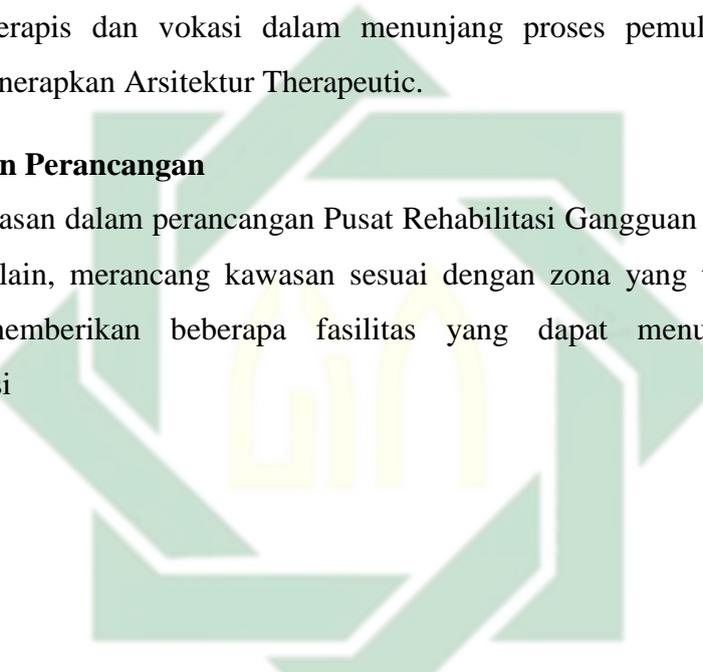 erapis dan vokasi dalam menunjang proses pemul
nerapkan Arsitektur Therapeutic.
n Perancangan
asan dalam perancangan Pusat Rehabilitasi Gangguan
lain, merancang kawasan sesuai dengan zona yang
nemberikan beberapa fasilitas yang dapat menu
si